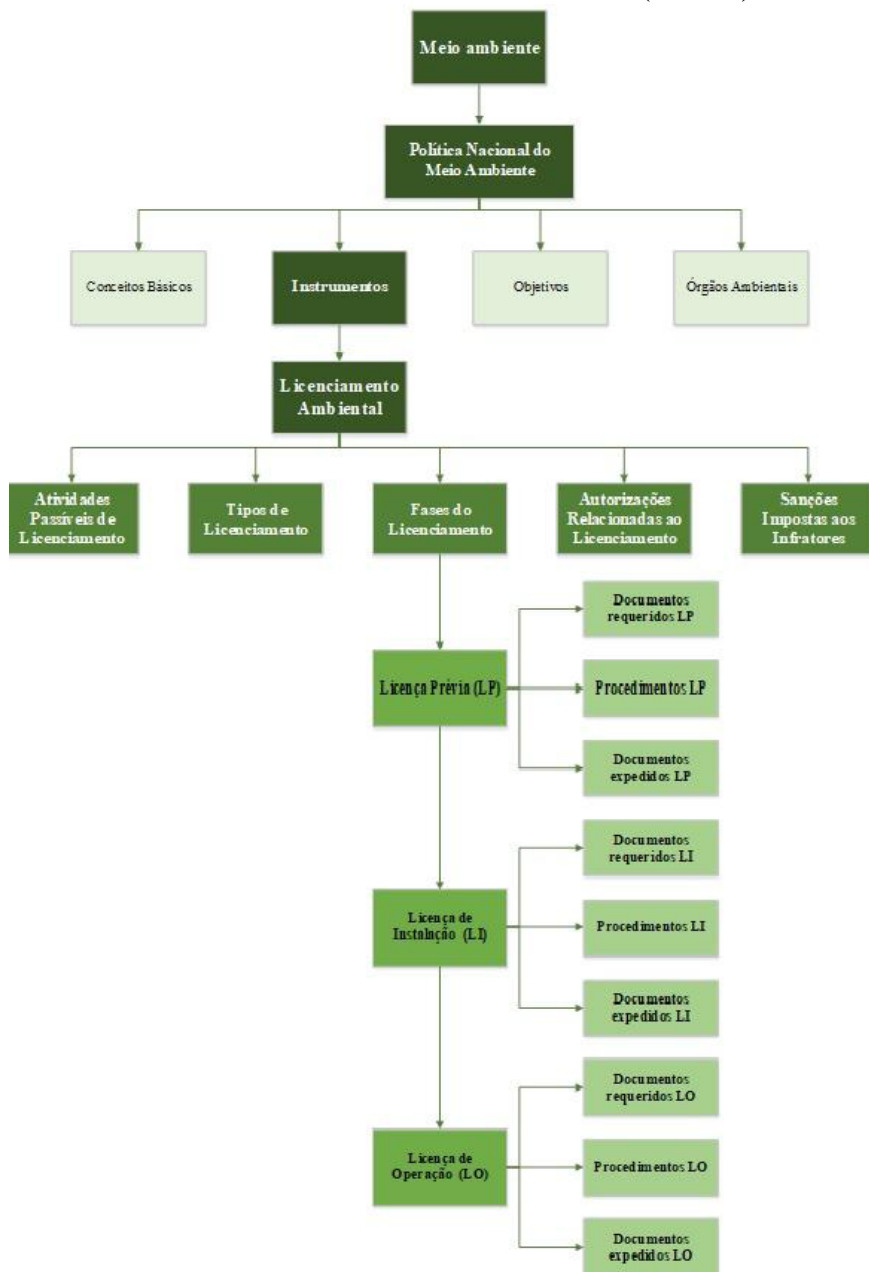 Meio ambiente
Política Nacional do
Meio Ambiente
Conceitos Básicos
Instrumentos
Objetivos
Órgãos Ambientais
Licenciamento
Ambiental
Atividades
Passíveis de
Licenciamento
Tipos de
Licenciamento
Fases do
Licenciamento
Autorizações
Relacionadas ao
Licenciamento
Sanções
Impostas aos
Infratores
Licença Prévia (LP)
Documentos
requeridos LP
Procedimentos LP
Documentos
expedidos LP
Licença de
Instalação (LI)
Documentos
requeridos LI
Procedimentos LI
Documentos
expedidos LI
Licença de
Operação (LO)
Documentos
requeridos LO
Procedimentos LO
Documentos
expedidos LO